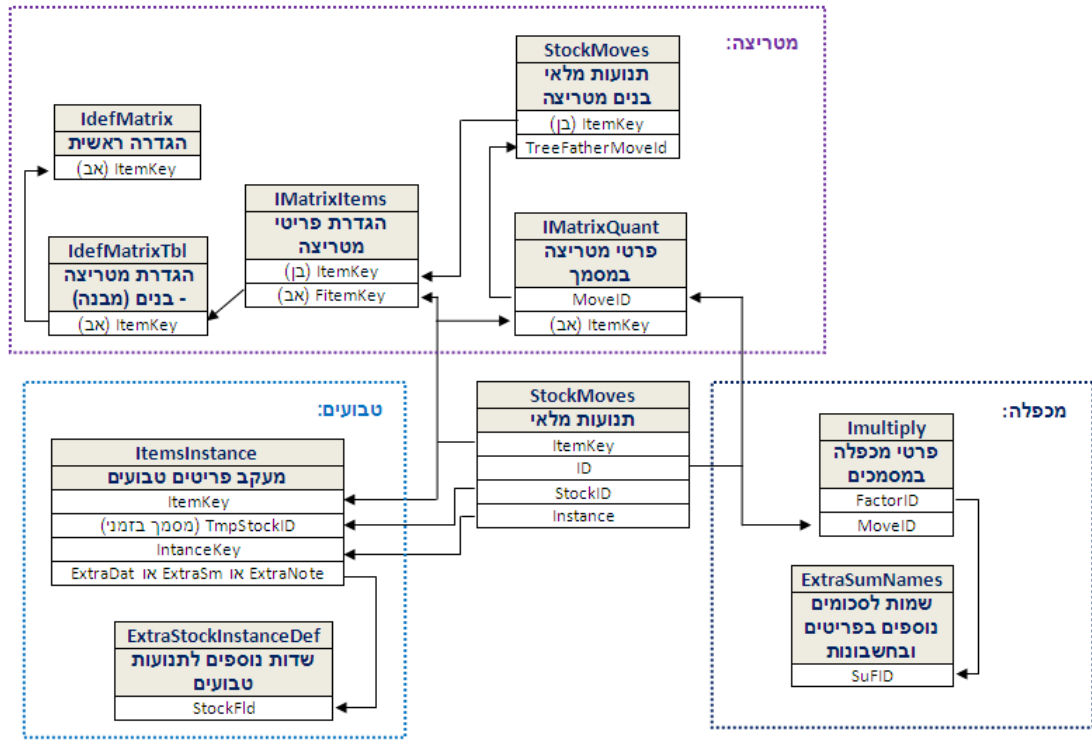 מטריצה:
StockMoves
תנועות מלאי
בנים מטריצה
ItemKey (בן)
TreeFatherMoveId
IdefMatrix
הגדרה ראשית
ItemKey (אב)
IMatrixItems
הגדרת פריטי
מטריצה
ItemKey (בן)
FitemKey (אב)
IMatrixQuant
פרטי מטריצה
במסמך
MoveID
ItemKey (אב)
IdefMatrixTbl
הגדרת מטריצה
- בנים (מבנה)
ItemKey (אב)
StockMoves
תנועות מלאי
ItemKey
ID
StockID
Instance
מכפלה:
Imultiply
פרטי מכפלה
במסמכים
FactorID
MoveID
ExtraSumNames
שמות לסכומים
נוספים בפריטים
ובחשבונות
SuFID
טבועים:
ItemsInstance
מעקב פריטים טבועים
ItemKey
TmpStockID (מסמך בזמני)
IntanceKey
ExtraNote או ExtraSm או ExtraDat
ExtraStockInstanceDef
שדות נוספים לתנועות
טבועים
StockFld